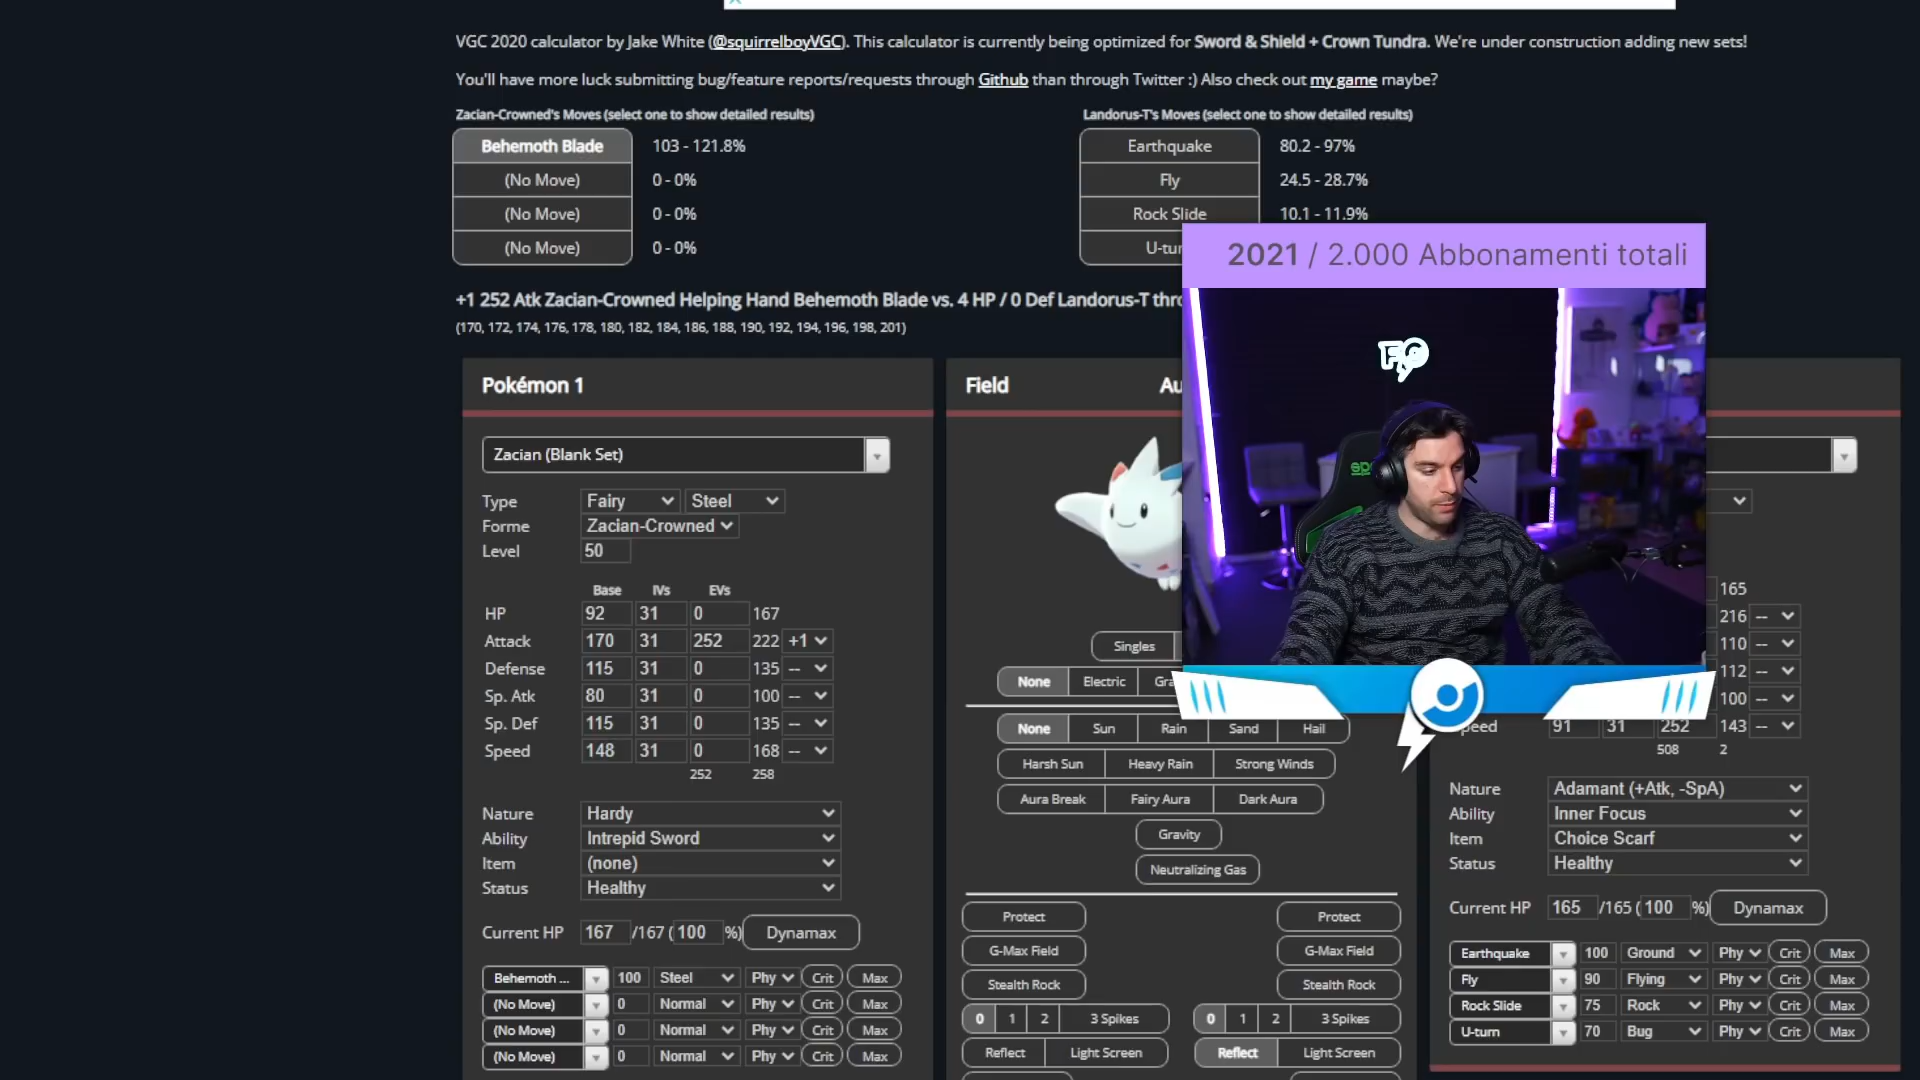 VGC 2020 calculator by Jake White (@squirrelboyVGC). This calculator is currently being optimized for Sword & Shield + Crown Tundra. We're under construction adding new sets!
You'll have more luck submitting bug/feature reports/requests through Github than through Twitter :) Also check out my game maybe?
Zacian-Crowned's Moves (select one to show detailed results)
Behemoth Blade 103 - 121.8%
(No Move) 0 - 0%
(No Move) 0 - 0%
(No Move) 0 - 0%
Landorus-T's Moves (select one to show detailed results)
Earthquake 80.2 - 97%
Fly 24.5 - 28.7%
Rock Slide 10.1 - 11.9%
2021 / 2.000 Abbonamenti totali
+1 252 Atk Zacian-Crowned Helping Hand Behemoth Blade vs. 4 HP / 0 Def Landorus-T
(170, 172, 174, 176, 178, 180, 182, 184, 186, 188, 190, 192, 194, 196, 198, 201)
Pokémon 1
Zacian (Blank Set)
Type Fairy Steel
Forme Zacian-Crowned
Level 50
Base IVs EVs
HP 92 31 0 167
Attack 170 31 252 222 +1
Defense 115 31 0 135 --
Sp. Atk 80 31 0 100 --
Sp. Def 115 31 0 135 --
Speed 148 31 0 168 --
252 258
Nature Hardy
Ability Intrepid Sword
Item (none)
Status Healthy
Current HP 167 /167 ( 100 %) Dynamax
Behemoth ... 100 Steel Phy Crit Max
(No Move) 0 Normal Phy Crit Max
(No Move) 0 Normal Phy Crit Max
(No Move) 0 Normal Phy Crit Max
Field
Singles
None Electric
None Sun Rain Sand Hail
Harsh Sun Heavy Rain Strong Winds
Aura Break Fairy Aura Dark Aura
Gravity
Neutralizing Gas
Protect Protect
G-Max Field G-Max Field
Stealth Rock Stealth Rock
0 1 2 3 Spikes 0 1 2 3 Spikes
Reflect Light Screen Reflect Light Screen
165
216 --
110 --
112 --
100 --
Speed 91 31 252 143 --
508 2
Nature Adamant (+Atk, -SpA)
Ability Inner Focus
Item Choice Scarf
Status Healthy
Current HP 165 /165 ( 100 %) Dynamax
Earthquake 100 Ground Phy Crit Max
Fly 90 Flying Phy Crit Max
Rock Slide 75 Rock Phy Crit Max
U-turn 70 Bug Phy Crit Max